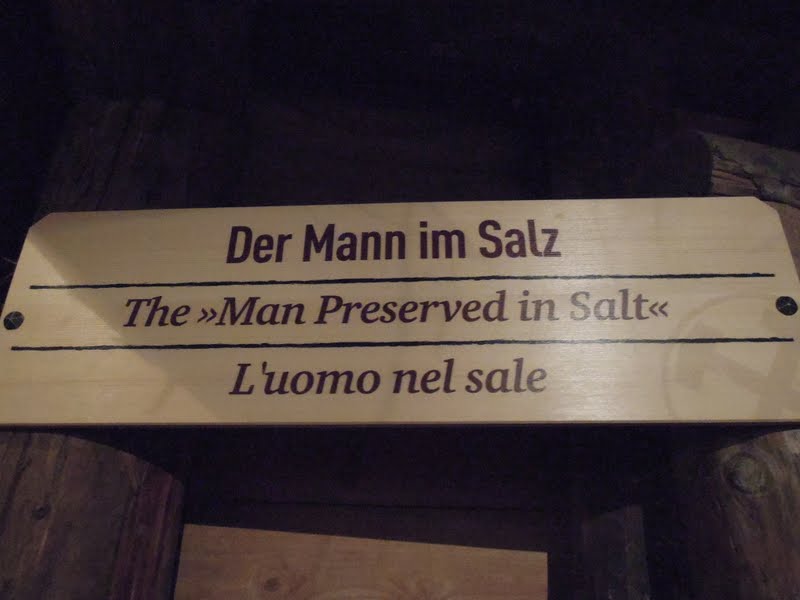 Der Mann im Salz
The »Man Preserved in Salt«
L'uomo nel sale